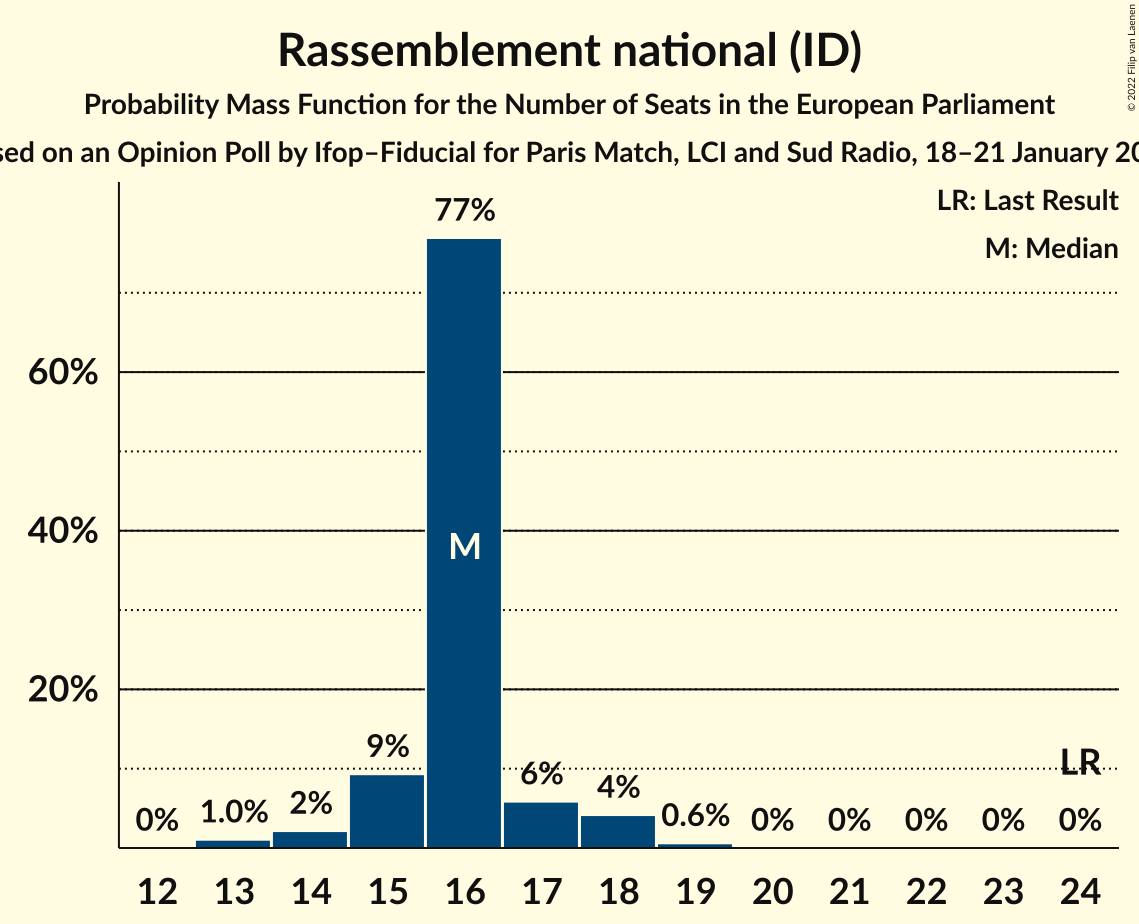 Rassemblement national (ID)
Probability Mass Function for the Number of Seats in the European Parliament
on an Opinion Poll by Ifop–Fiducial for Paris Match, LCI and Sud Radio, 18–21 January
© 2022 Filip van Laenen
LR: Last Result
M: Median
77%
60%
40%
M
20%
9%
LR
6%
4%
0%
1.0%
2%
0.6%
0%
0%
0%
0%
0%
12 13 14 15 16 17 18 19 20 21 22 23 24